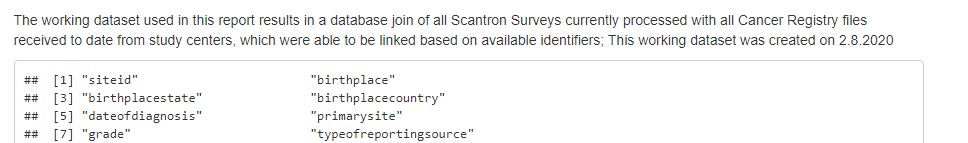 The working dataset used in this report results in a database join of all Scantron Surveys currently processed with all Cancer Registry files
received to date from study centers, which were able to be linked based on available identifiers; This working dataset was created on 2.8.2020
## [1] "siteid" "birthplace"
## [3] "birthplacestate" "birthplacecountry"
## [5] "dateofdiagnosis" "primarysite"
## [7] "grade" "typeofreportingsource"